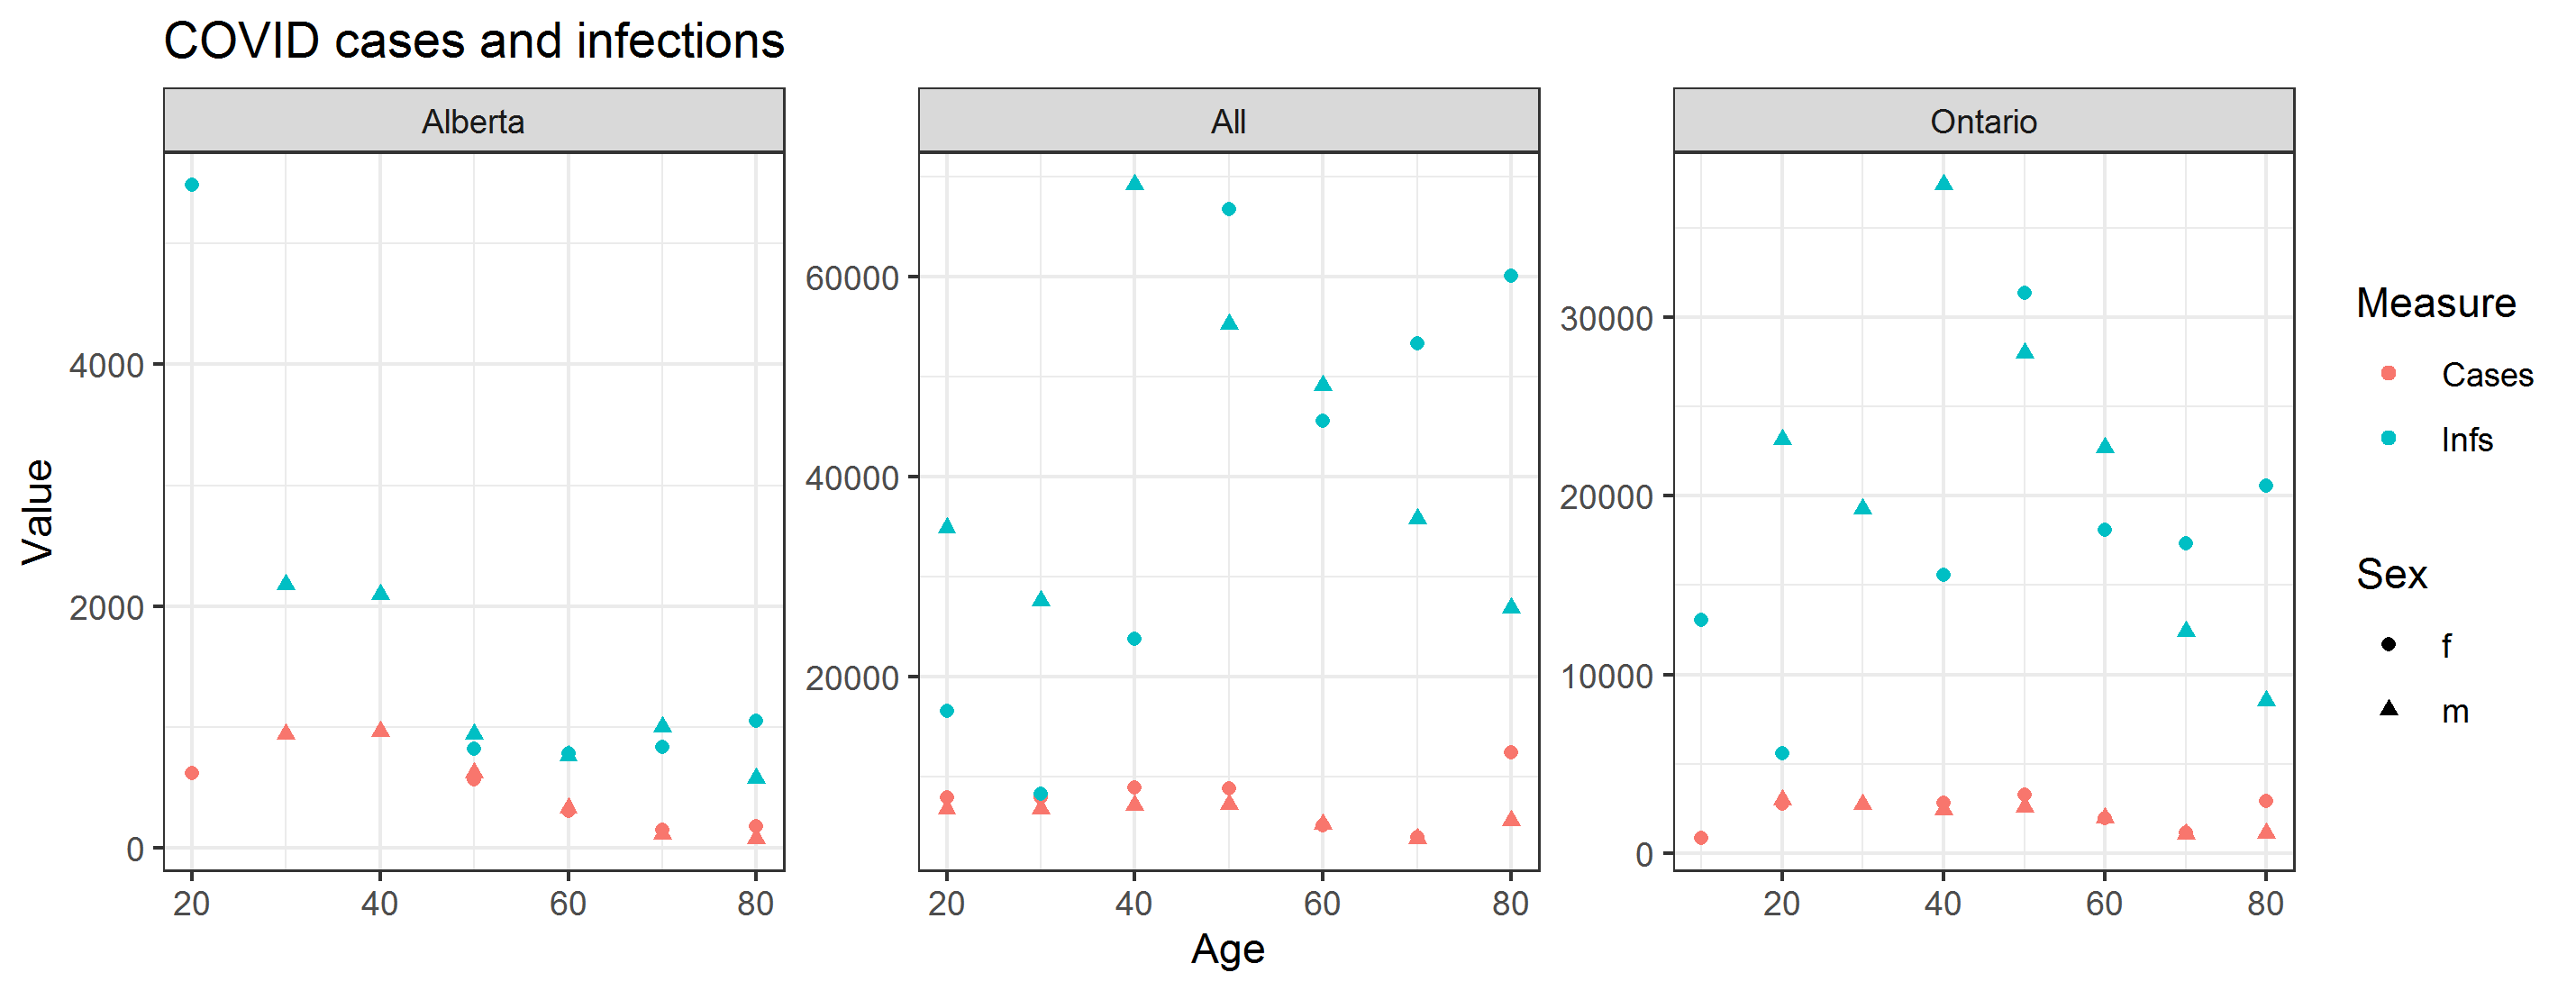 COVID cases and infections
Alberta
All
Ontario
Value
4000
2000
0
20 40 60 80
60000
40000
20000
20 40 60 80
30000
20000
10000
0
20 40 60 80
Age
Measure
Cases
Infs
Sex
f
m